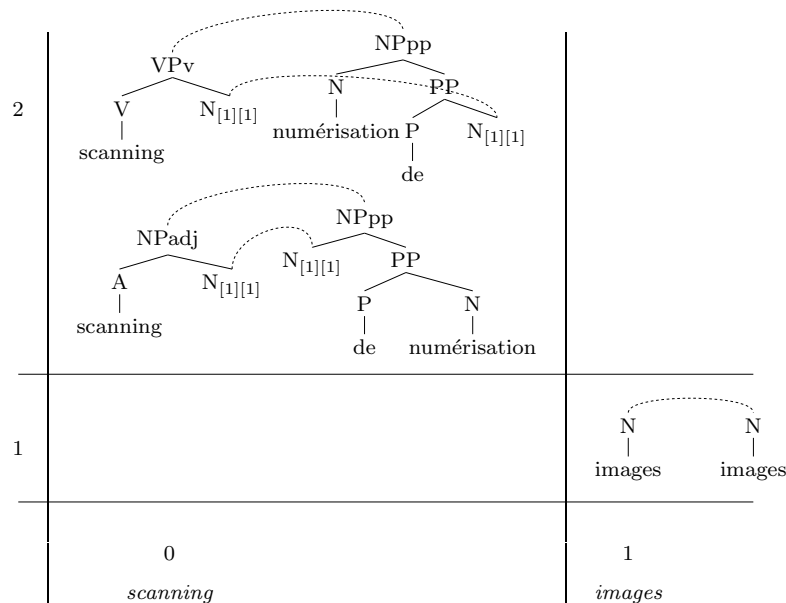 NPpp
VPv
N PP
2 V N[1][1]
numérisation P N[1][1]
scanning
de
NPpp
NPadj
N[1][1] PP
A N[1][1]
P N
scanning
de numérisation
N N
1
images images
0 1
scanning images